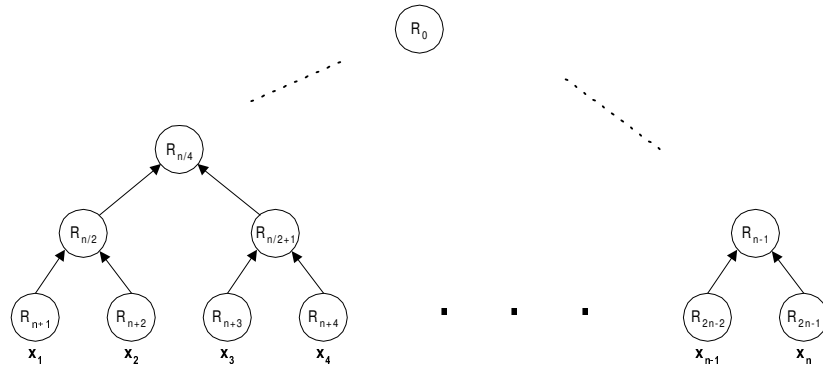 R0
Rn/4
Rn/2 Rn/2+1 Rn-1
Rn+1 Rn+2 Rn+3 Rn+4 R2n-2 R2n-1
x1 x2 x3 x4 xn-1 xn